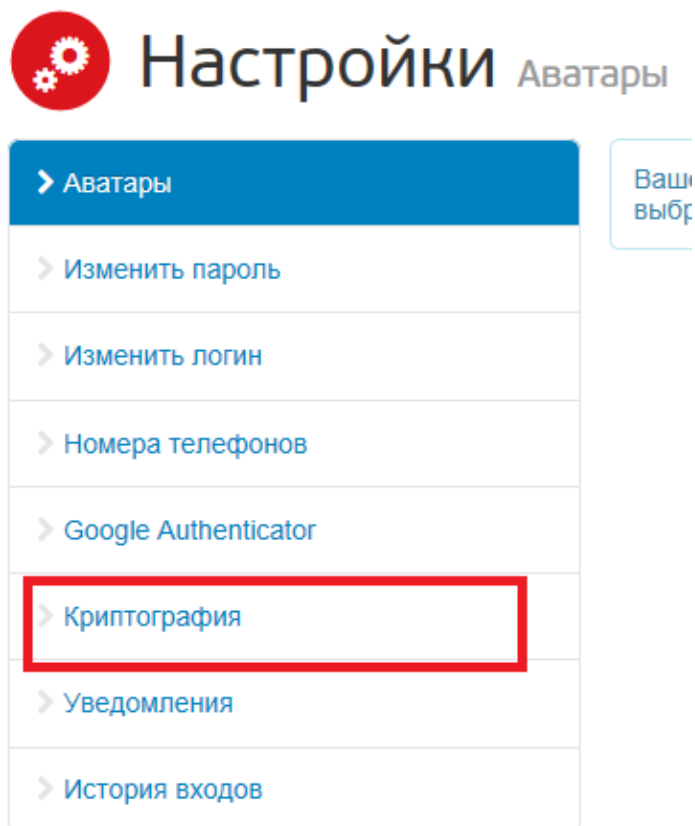 Настройки Аватары
Аватары
Изменить пароль
Изменить логин
Номера телефонов
Google Authenticator
Криптография
Уведомления
История входов